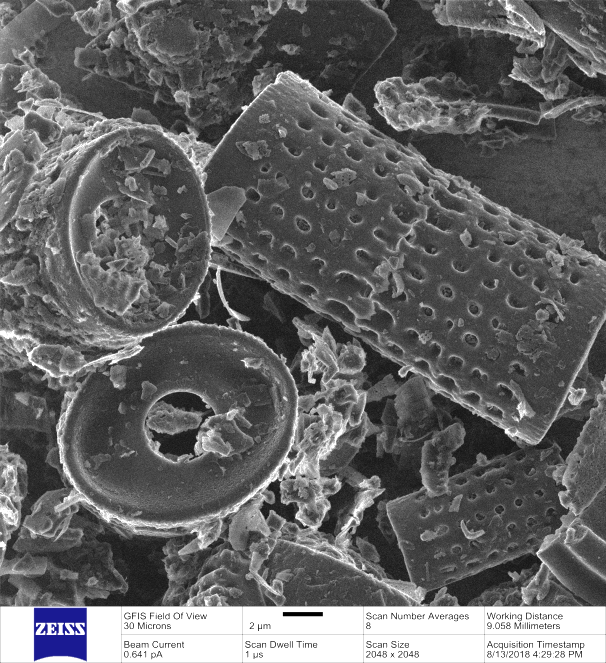 ZEISS
GFIS Field Of View
30 Microns
2 µm
Scan Number Averages
8
Working Distance
9.058 Millimeters
Beam Current
0.641 pA
Scan Dwell Time
1 µs
Scan Size
2048 x 2048
Acquisition Timestamp
8/13/2018 4:29:28 PM